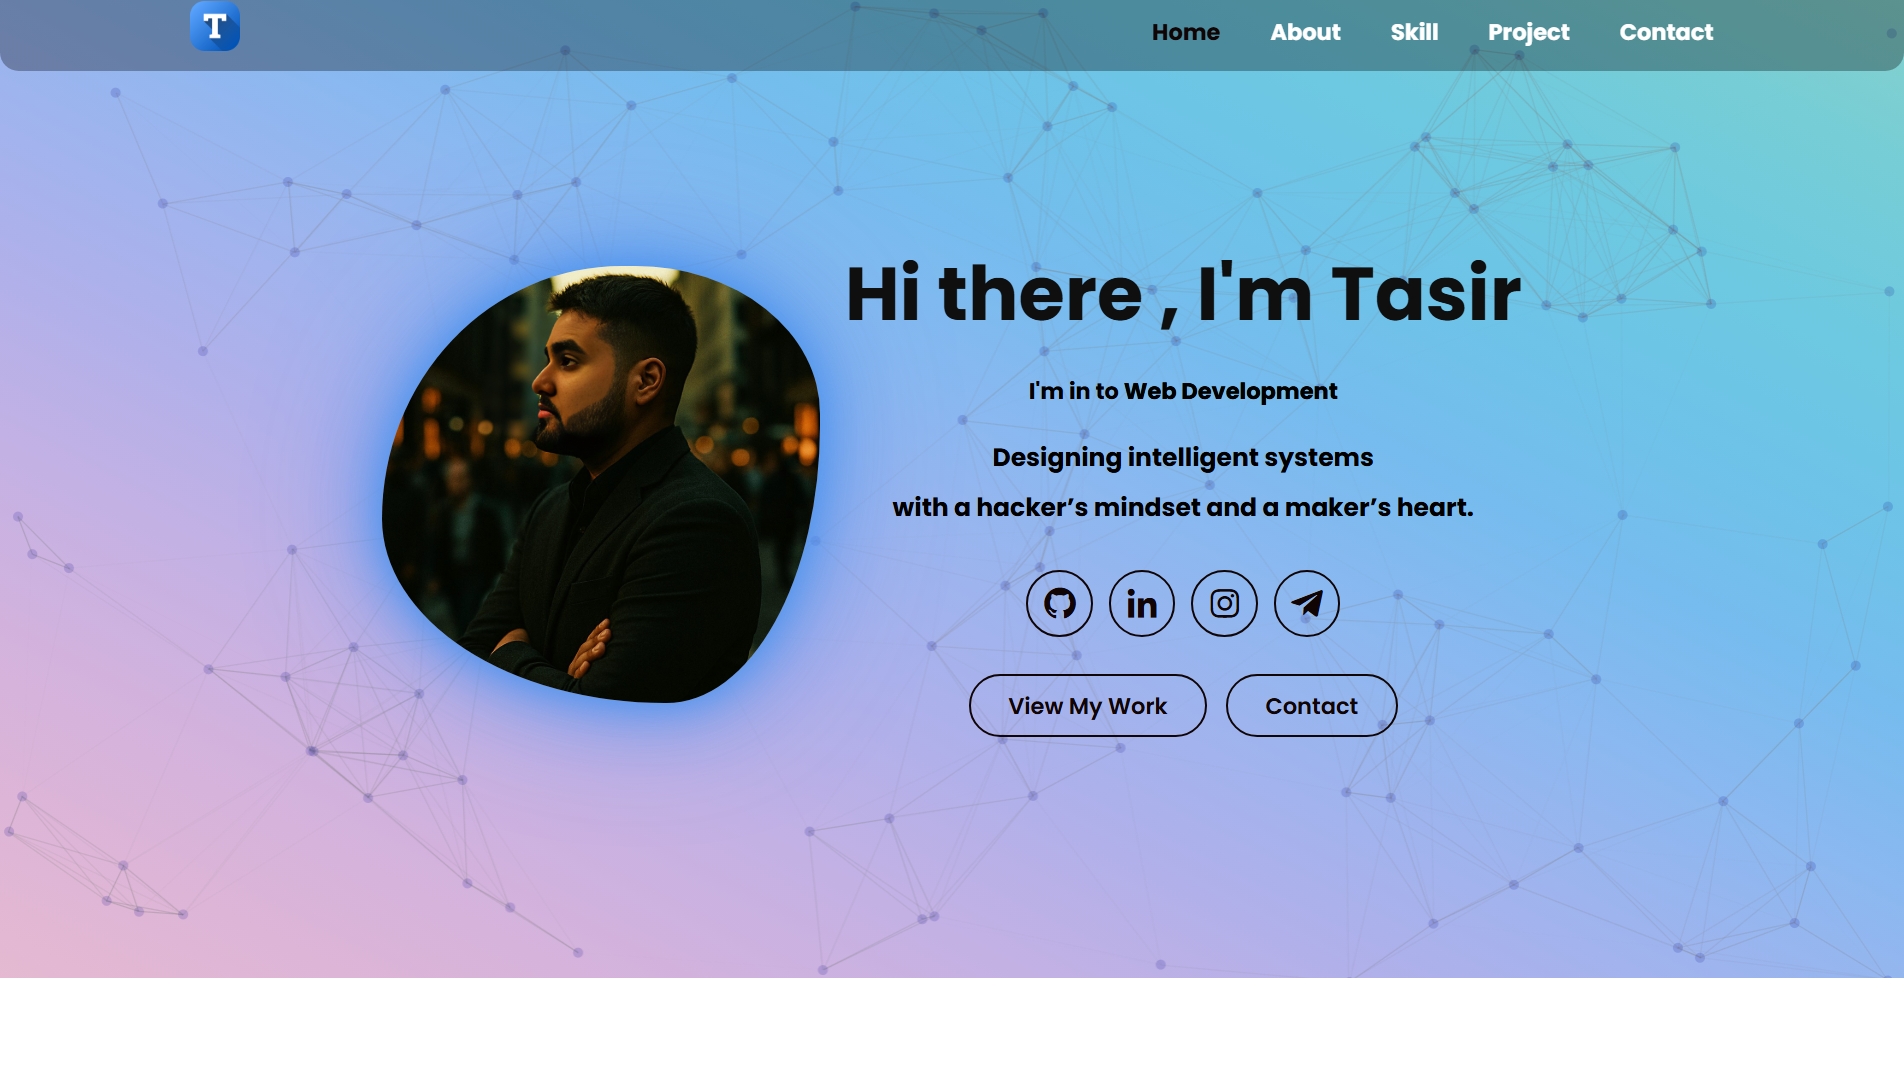 T
Home About Skill Project Contact
Hi there , I'm Tasir
I'm in to Web Development
Designing intelligent systems
with a hacker’s mindset and a maker’s heart.
in
View My Work Contact